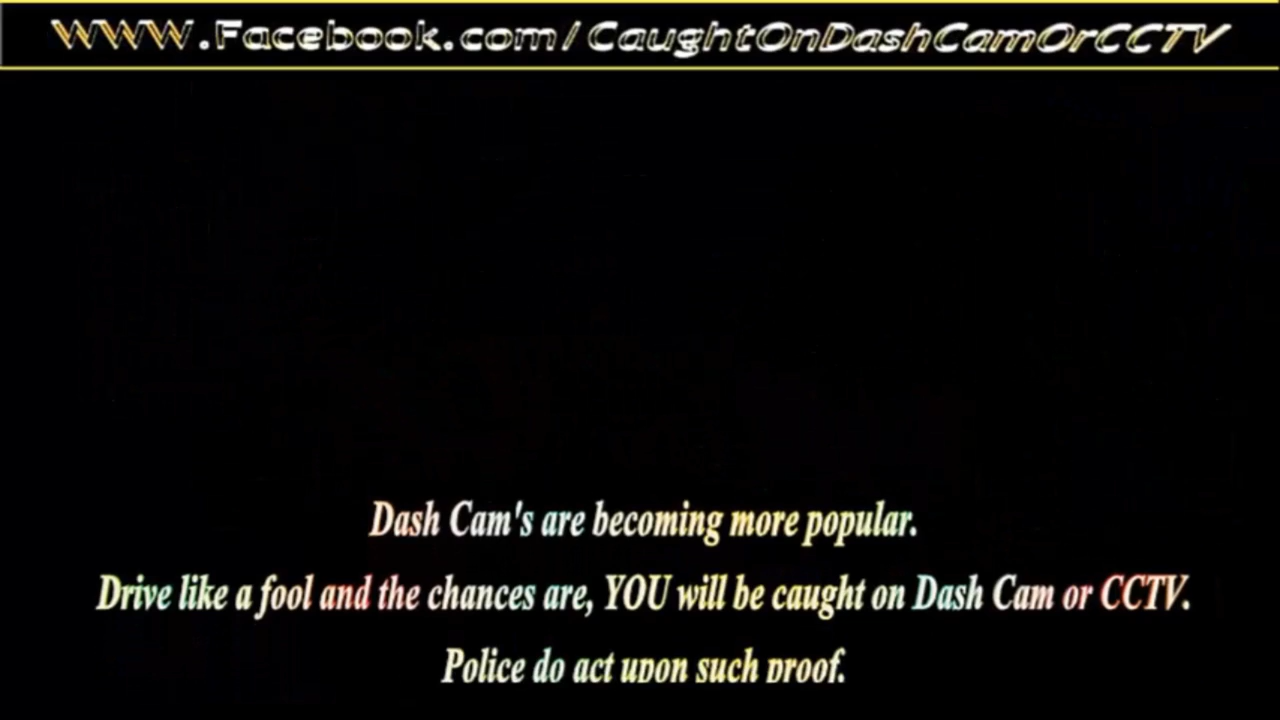 WWW.Facebook.com/CaughtOnDashCamOrCCTV
Dash Cam's are becoming more popular.
Drive like a fool and the chances are, YOU will be caught on Dash Cam or CCTV.
Police do act upon such proof.